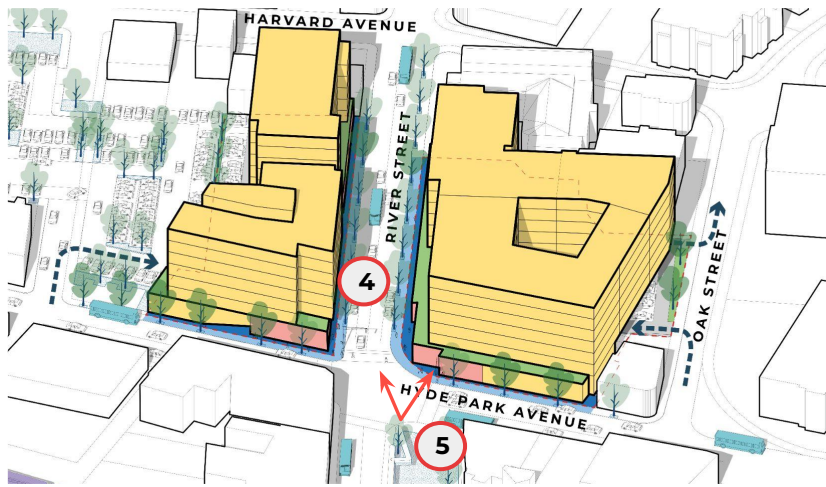 HARVARD AVENUE
RIVER STREET
4
OAK STREET
HYDE PARK AVENUE
5